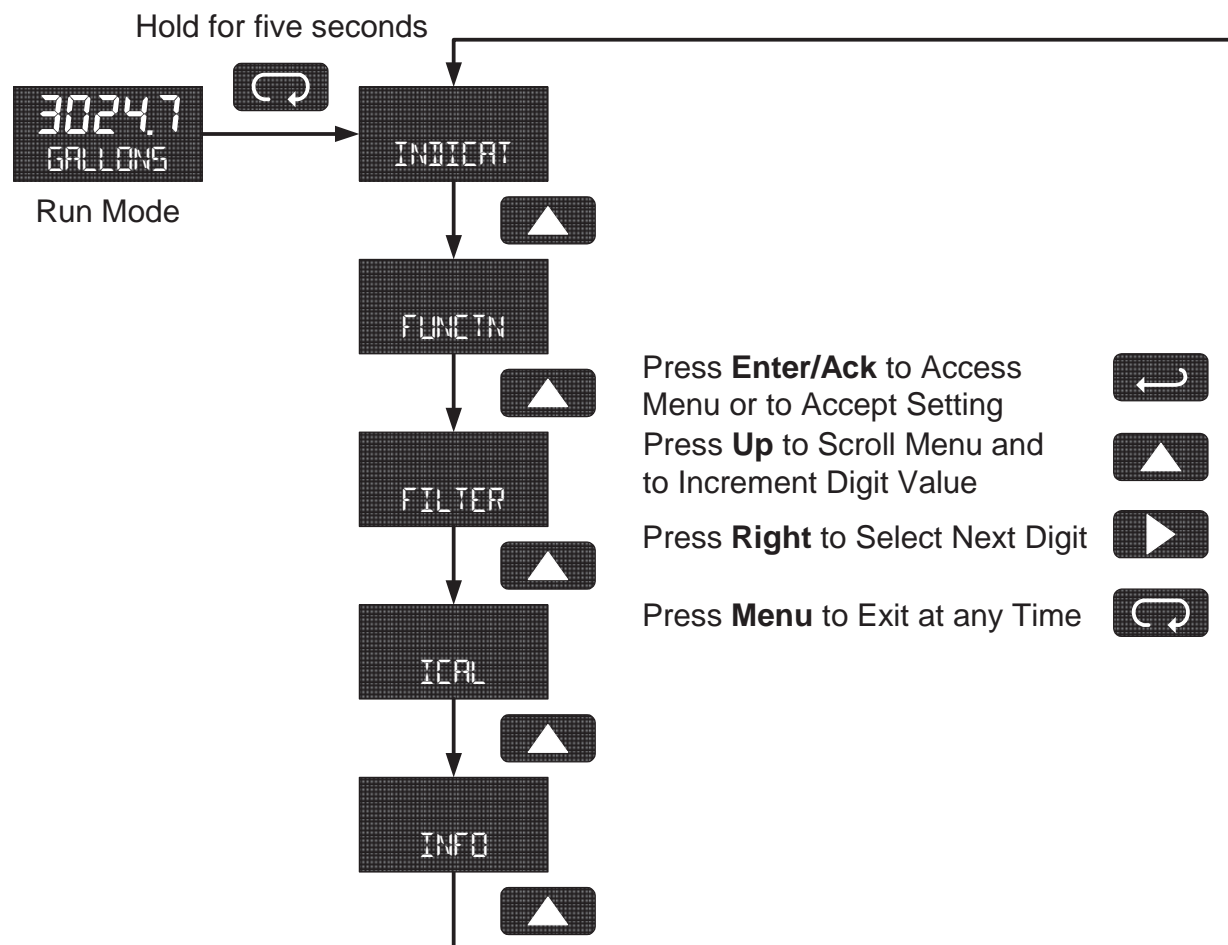 Hold for five seconds
3024.7
GALLONS
Run Mode
INDICAT
FUNCTN
FILTER
ICAL
INFO
Press Enter/Ack to Access
Menu or to Accept Setting
Press Up to Scroll Menu and
to Increment Digit Value
Press Right to Select Next Digit
Press Menu to Exit at any Time